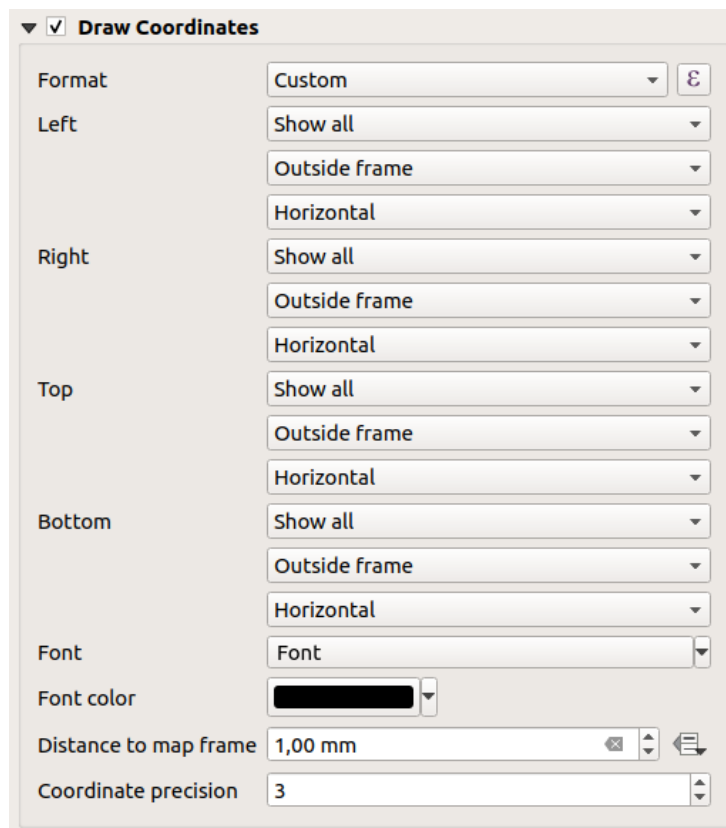 Draw Coordinates
Format Custom ε
Left Show all
Outside frame
Horizontal
Right Show all
Outside frame
Horizontal
Top Show all
Outside frame
Horizontal
Bottom Show all
Outside frame
Horizontal
Font Font
Font color
Distance to map frame 1,00 mm
Coordinate precision 3